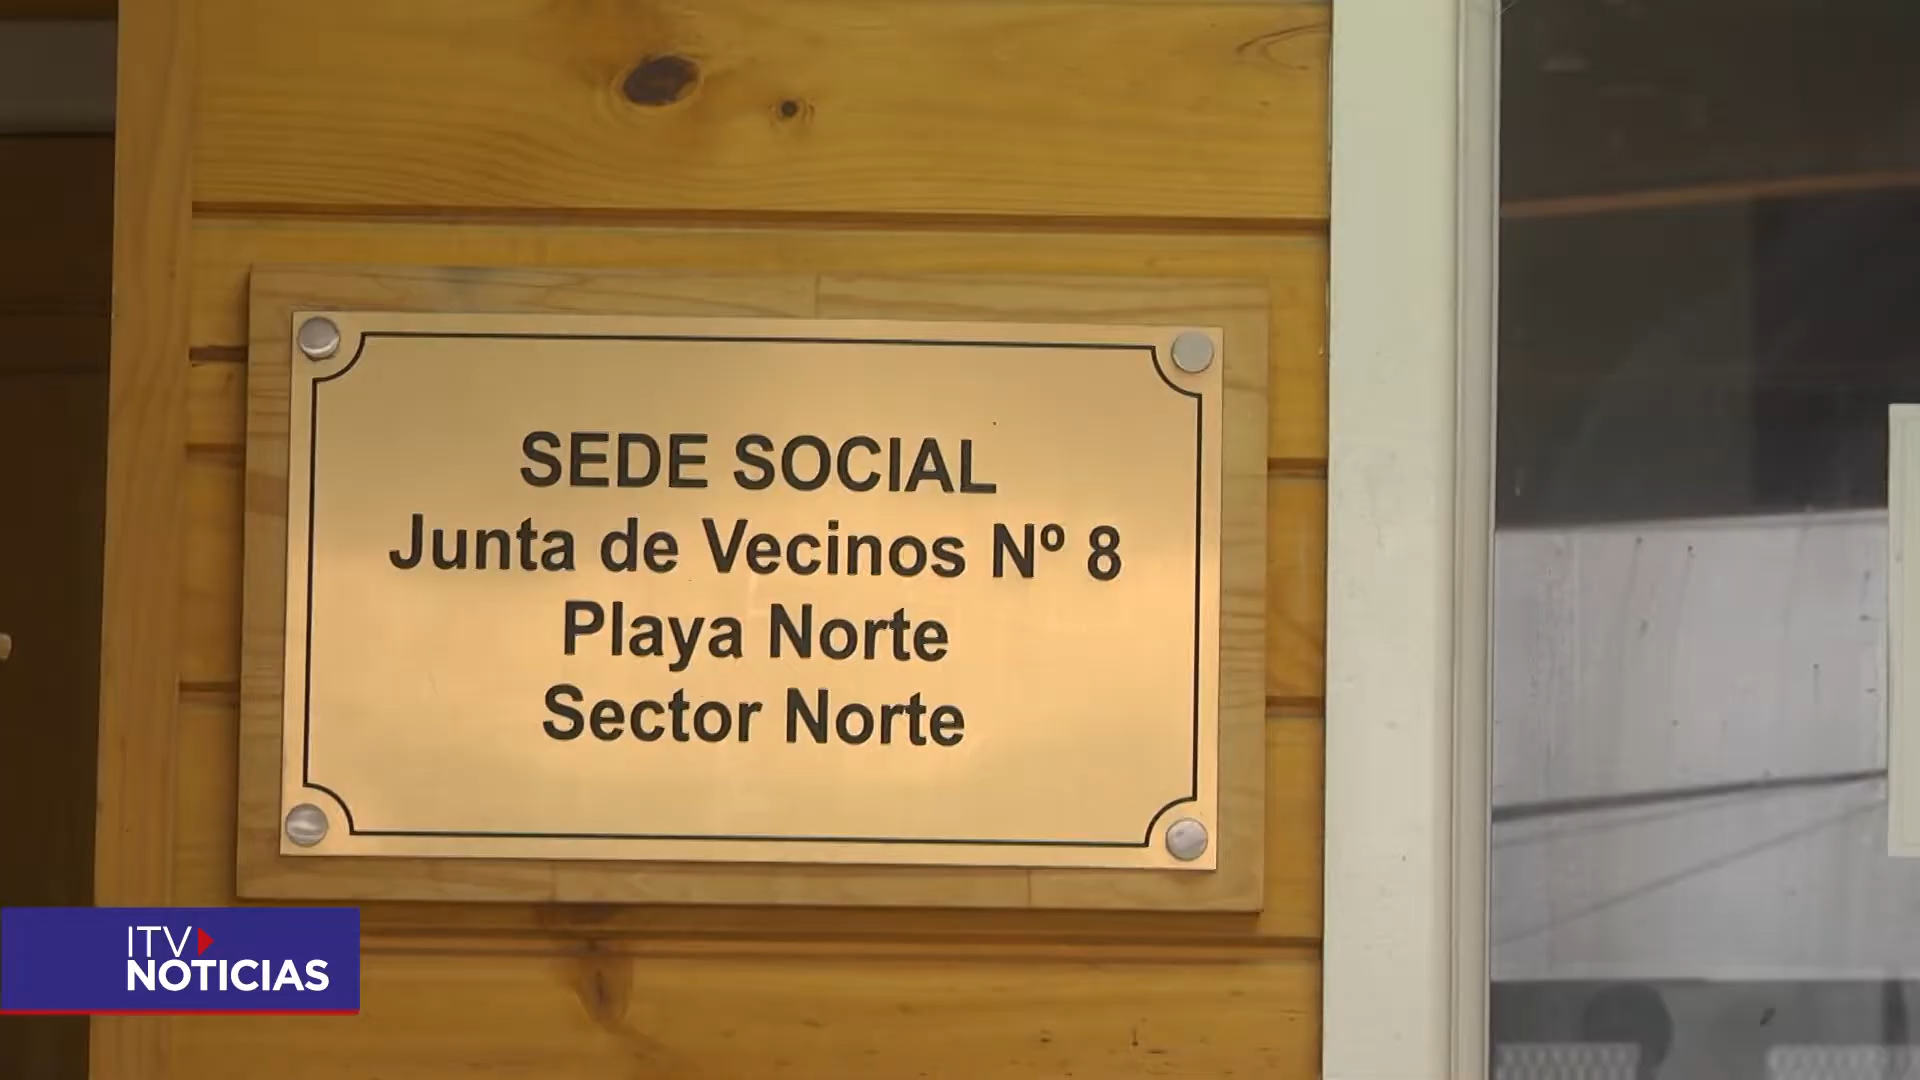 SEDE SOCIAL
Junta de Vecinos Nº 8
Playa Norte
Sector Norte
ITV
NOTICIAS